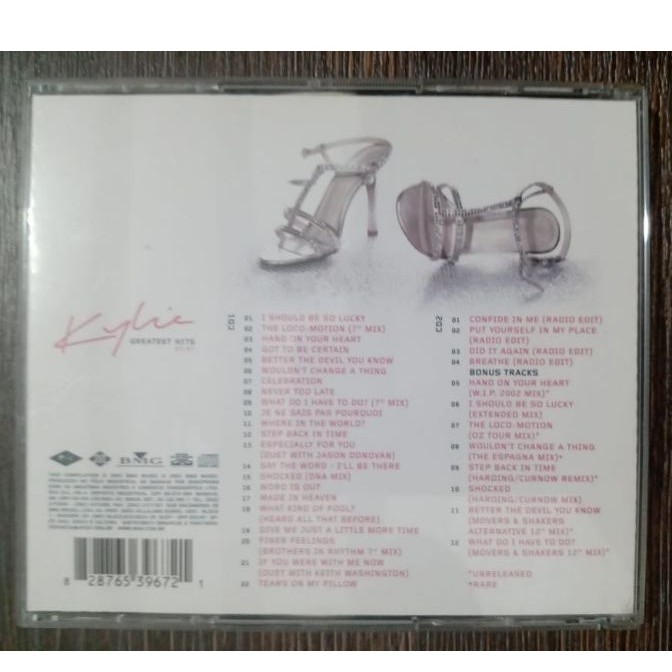 Kylie
GREATEST HITS
87-97
BMG
8 28765 39672 1
CD1
01 I SHOULD BE SO LUCKY
02 THE LOCO-MOTION (7" MIX)
03 HAND ON YOUR HEART
04 GOT TO BE CERTAIN
05 BETTER THE DEVIL YOU KNOW
06 WOULDN'T CHANGE A THING
07 CELEBRATION
08 NEVER TOO LATE
09 WHAT DO I HAVE TO DO? (7" MIX)
10 JE NE SAIS PAS POURQUOI
11 WHERE IN THE WORLD?
12 STEP BACK IN TIME
13 ESPECIALLY FOR YOU
(DUET WITH JASON DONOVAN)
14 SAY THE WORD - I'LL BE THERE
15 SHOCKED (DNA MIX)
16 WORD IS OUT
17 MADE IN HEAVEN
18 WHAT KIND OF FOOL?
(HEARD ALL THAT BEFORE)
19 GIVE ME JUST A LITTLE MORE TIME
20 FINER FEELINGS
(BROTHERS IN RHYTHM 7" MIX)
21 IF YOU WERE WITH ME NOW
(DUET WITH KEITH WASHINGTON)
22 TEARS ON MY PILLOW
CD2
01 CONFIDE IN ME (RADIO EDIT)
02 PUT YOURSELF IN MY PLACE
(RADIO EDIT)
03 DID IT AGAIN (RADIO EDIT)
04 BREATHE (RADIO EDIT)
BONUS TRACKS
05 HAND ON YOUR HEART
(W.I.P. 2002 MIX)*
06 I SHOULD BE SO LUCKY
(EXTENDED MIX)
07 THE LOCO-MOTION
(OZ TOUR MIX)*
08 WOULDN'T CHANGE A THING
(THE ESPAGNA MIX)*
09 STEP BACK IN TIME
(HARDING/CURNOW REMIX)*
10 SHOCKED
(HARDING/CURNOW MIX)
11 BETTER THE DEVIL YOU KNOW
(MOVERS & SHAKERS
ALTERNATIVE 12" MIX)*
12 WHAT DO I HAVE TO DO?
(MOVERS & SHAKERS 12" MIX)*
*UNRELEASED
*RARE